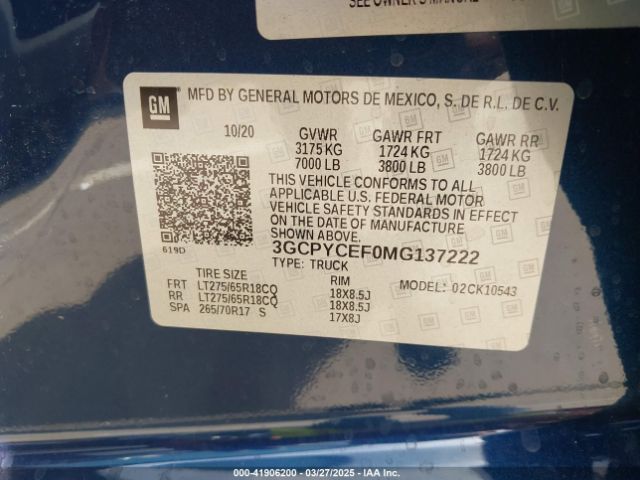 SEE OWNER'S MANUAL
GM
MFD BY GENERAL MOTORS DE MEXICO, S. DE R.L. DE C.V.
10/20 GVWR GAWR FRT GAWR RR
3175 KG 1724 KG 1724 KG
7000 LB 3800 LB 3800 LB
THIS VEHICLE CONFORMS TO ALL
APPLICABLE U.S. FEDERAL MOTOR
VEHICLE SAFETY STANDARDS IN EFFECT
ON THE DATE OF MANUFACTURE
SHOWN ABOVE.
619D
3GCPYCEF0MG137222
TYPE: TRUCK
TIRE SIZE RIM MODEL: 02CK10543
FRT LT275/65R18CQ 18X8.5J
RR LT275/65R18CQ 18X8.5J
SPA 265/70R17 S 17X8J
000-41906200 — 03/27/2025 — IAA Inc.